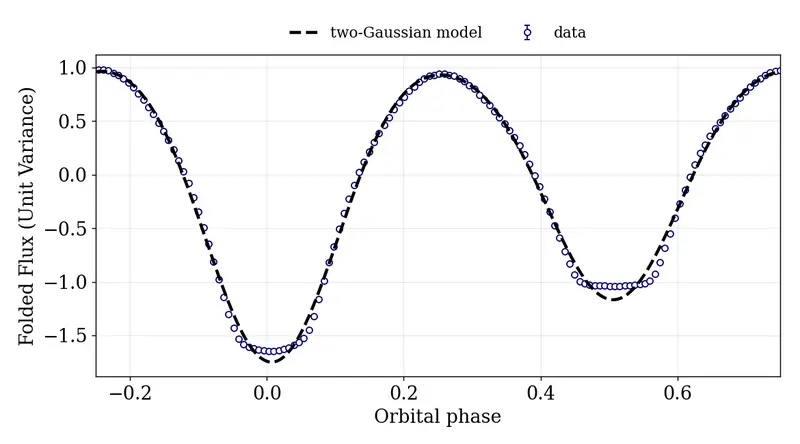 two-Gaussian model
data
1.0
0.5
0.0
−0.5
−1.0
−1.5
Folded Flux (Unit Variance)
−0.2 0.0 0.2 0.4 0.6
Orbital phase